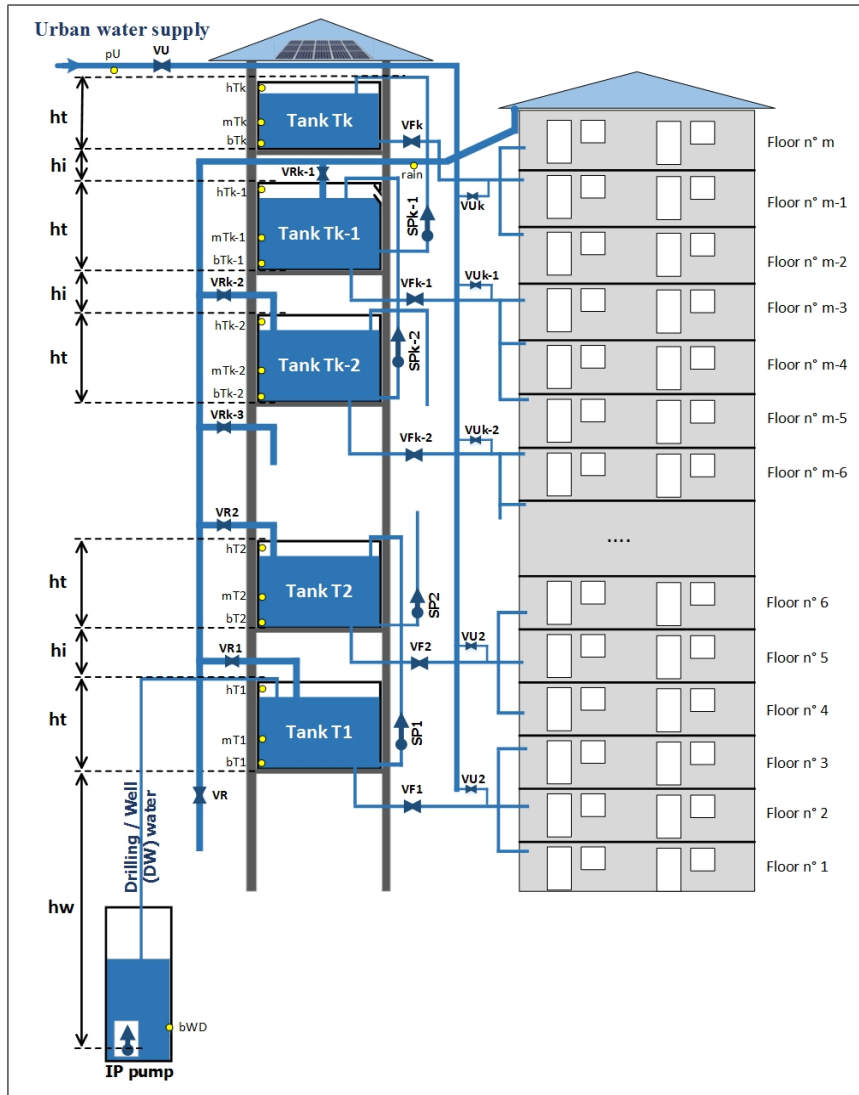 Urban water supply
pU
VU
hTk
mTk
bTk
Tank Tk
VFk
ht
hi
VRk-1
rain
hTk-1
mTk-1
bTk-1
Tank Tk-1
SPk-1
VUk
ht
hi
VRk-2
VFk-1
VUk-1
hTk-2
mTk-2
bTk-2
Tank Tk-2
SPk-2
ht
VRk-3
VFk-2
VUk-2
VR2
hT2
mT2
bT2
Tank T2
SP2
ht
hi
VR1
VF2
VU2
hT1
mT1
bT1
Tank T1
SP1
ht
VR
VF1
VU2
Drilling / Well
(DW) water
hw
bWD
IP pump
Floor n° m
Floor n° m-1
Floor n° m-2
Floor n° m-3
Floor n° m-4
Floor n° m-5
Floor n° m-6
....
Floor n° 6
Floor n° 5
Floor n° 4
Floor n° 3
Floor n° 2
Floor n° 1